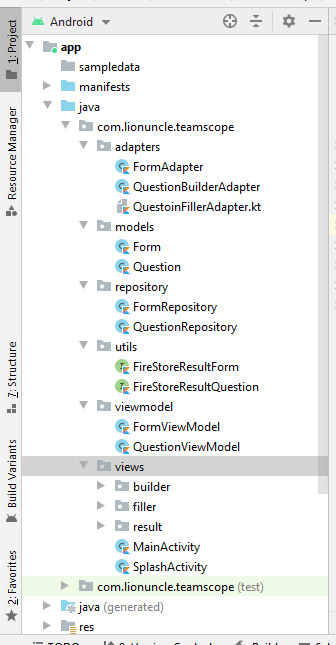 1: Project
Resource Manager
7: Structure
Build Variants
2: Favorites
Android
app
sampledata
manifests
java
com.lionuncle.teamscope
adapters
FormAdapter
QuestionBuilderAdapter
QuestoinFillerAdapter.kt
models
Form
Question
repository
FormRepository
QuestionRepository
utils
FireStoreResultForm
FireStoreResultQuestion
viewmodel
FormViewModel
QuestionViewModel
views
builder
filler
result
MainActivity
SplashActivity
com.lionuncle.teamscope (test)
java (generated)
res